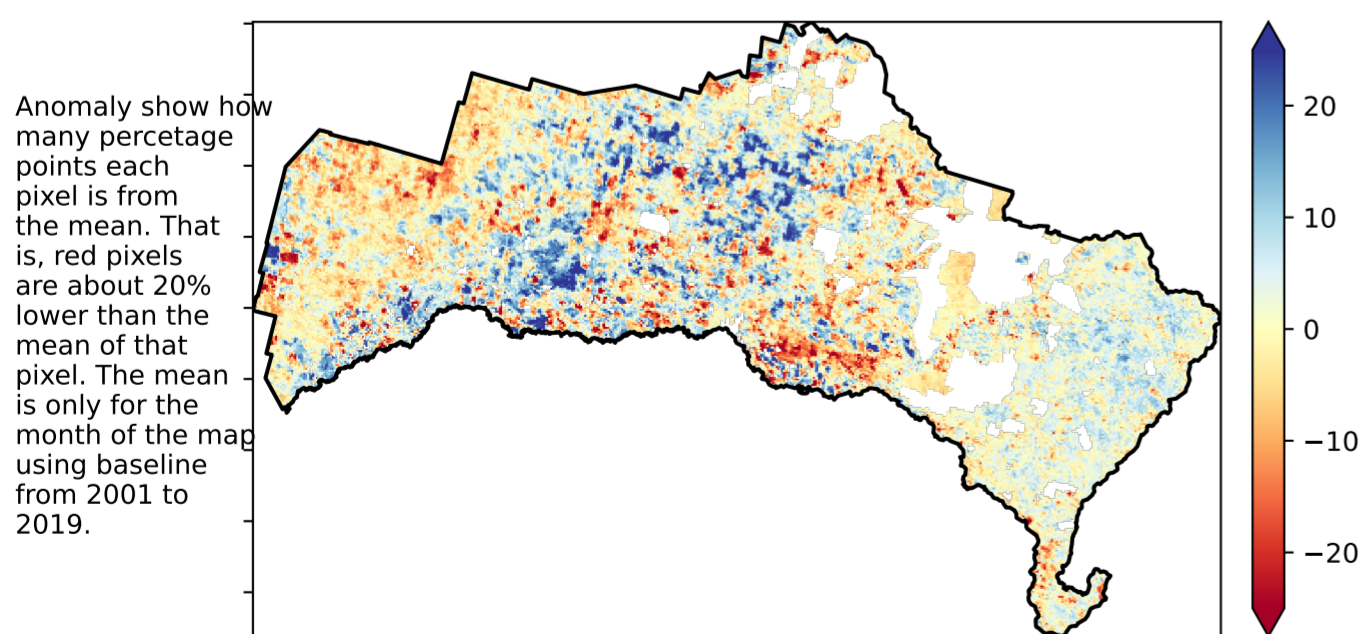 Anomaly show how
many percetage
points each
pixel is from
the mean. That
is, red pixels
are about 20%
lower than the
mean of that
pixel. The mean
is only for the
month of the map
using baseline
from 2001 to
2019.
20
10
0
−10
−20